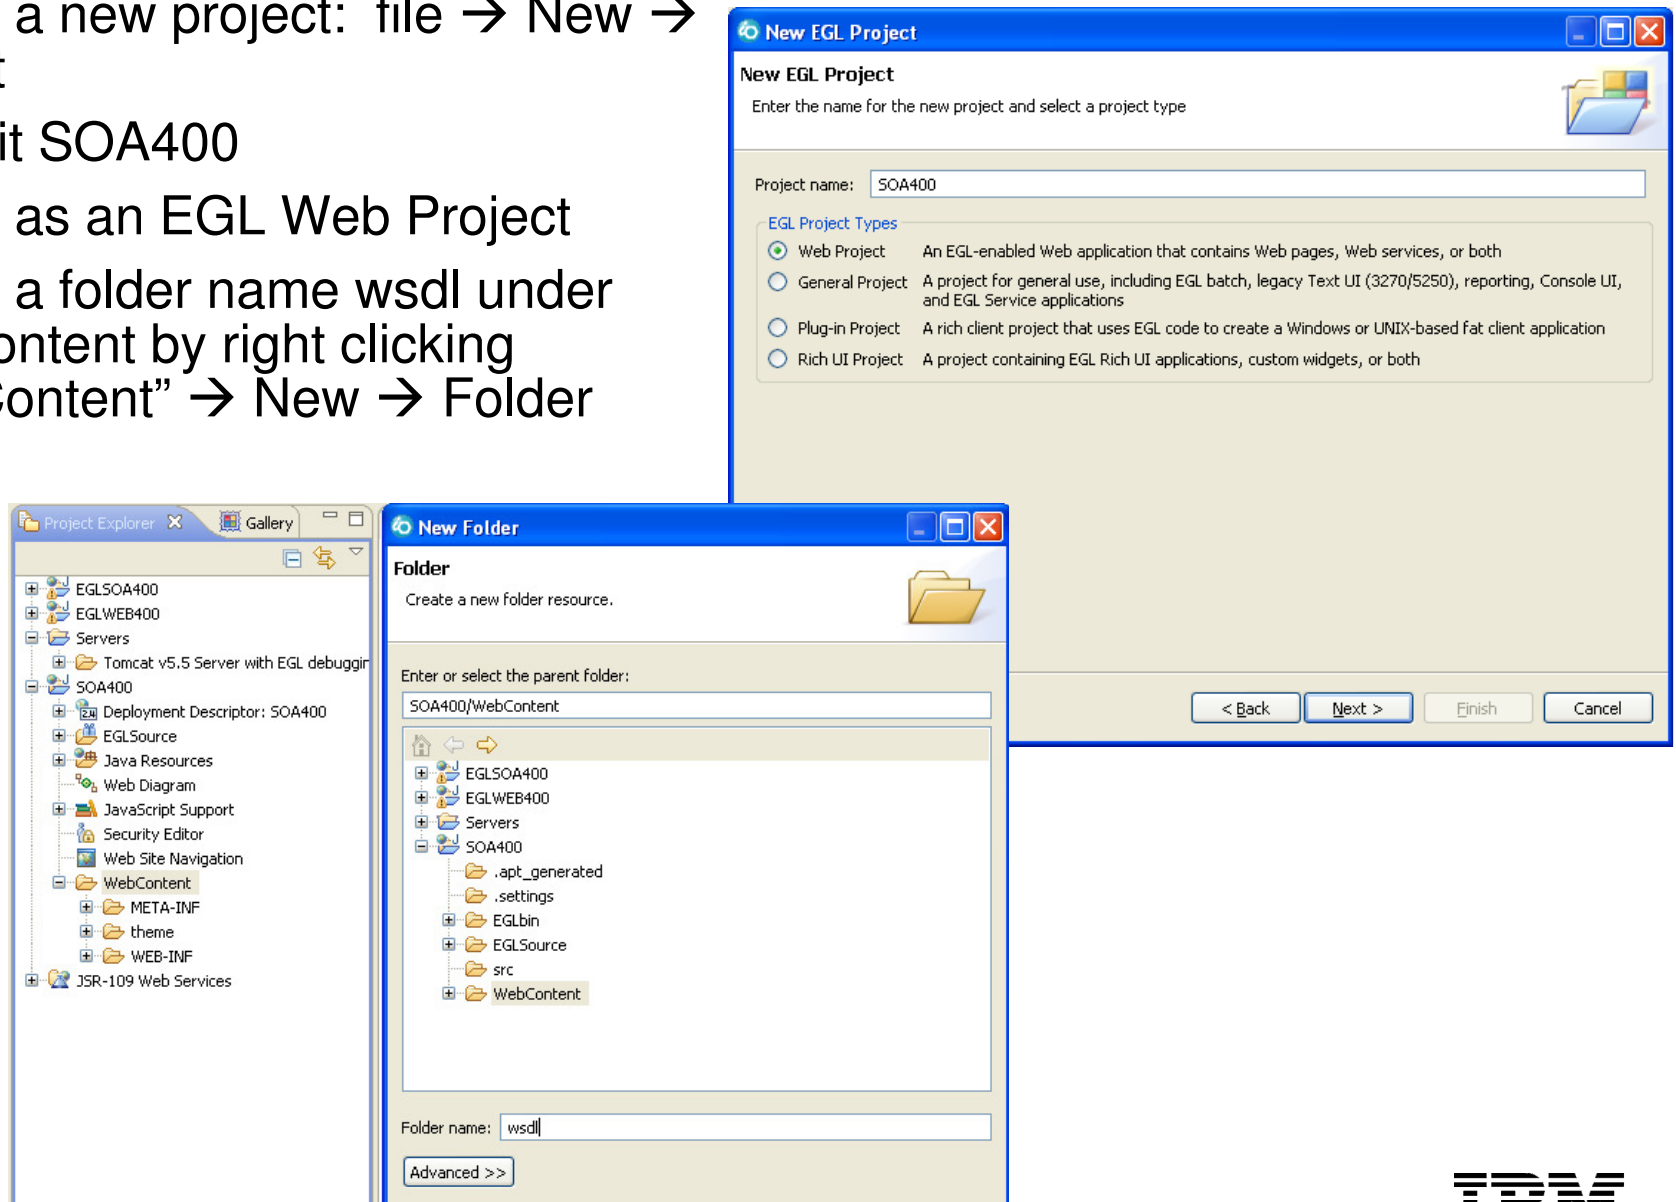 a new project: file → New →
t
it SOA400
as an EGL Web Project
a folder name wsdl under
ontent by right clicking
Content” → New → Folder
New EGL Project
New EGL Project
Enter the name for the new project and select a project type
Project name: SOA400
EGL Project Types
Web Project An EGL-enabled Web application that contains Web pages, Web services, or both
General Project A project for general use, including EGL batch, legacy Text UI (3270/5250), reporting, Console UI,
and EGL Service applications
Plug-in Project A rich client project that uses EGL code to create a Windows or UNIX-based fat client application
Rich UI Project A project containing EGL Rich UI applications, custom widgets, or both
< Back Next > Finish Cancel
Project Explorer Gallery
EGLSOA400
EGLWEB400
Servers
Tomcat v5.5 Server with EGL debuggin
SOA400
Deployment Descriptor: SOA400
EGLSource
Java Resources
Web Diagram
JavaScript Support
Security Editor
Web Site Navigation
WebContent
META-INF
theme
WEB-INF
JSR-109 Web Services
New Folder
Folder
Create a new folder resource.
Enter or select the parent folder:
SOA400/WebContent
EGLSOA400
EGLWEB400
Servers
SOA400
.apt_generated
.settings
EGLbin
EGLSource
src
WebContent
Folder name: wsdl
Advanced >>
IBM